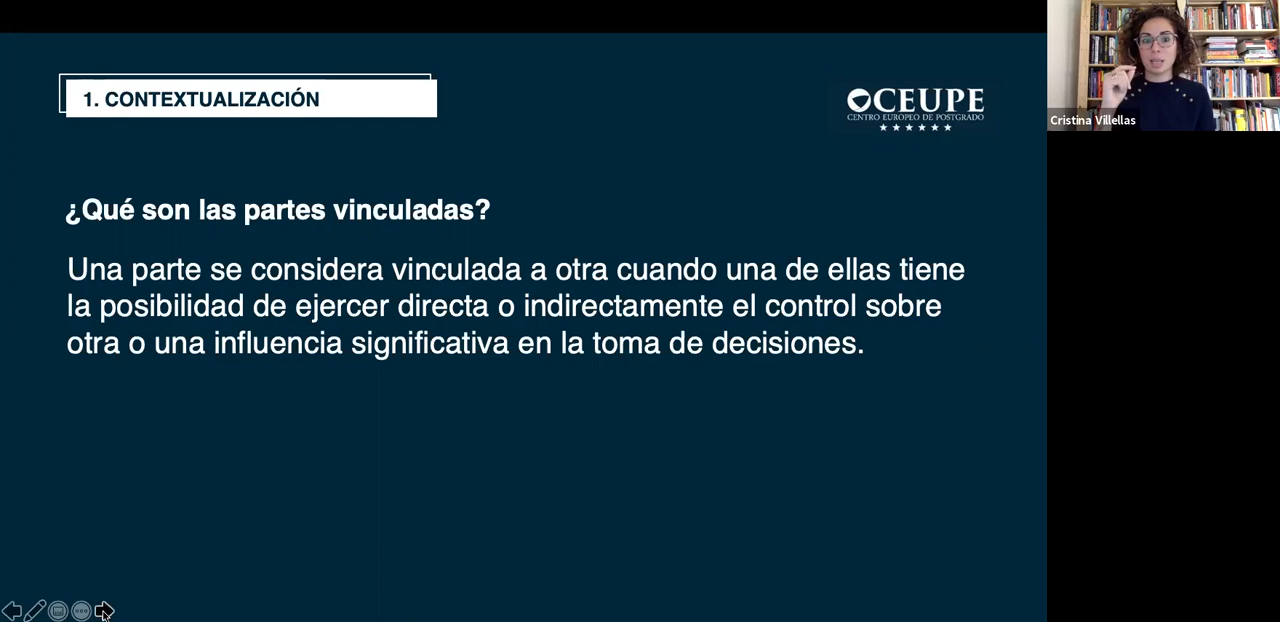 1. CONTEXTUALIZACIÓN
CEUPE
CENTRO EUROPEO DE POSTGRADO
Cristina Villellas
¿Qué son las partes vinculadas?
Una parte se considera vinculada a otra cuando una de ellas tiene
la posibilidad de ejercer directa o indirectamente el control sobre
otra o una influencia significativa en la toma de decisiones.